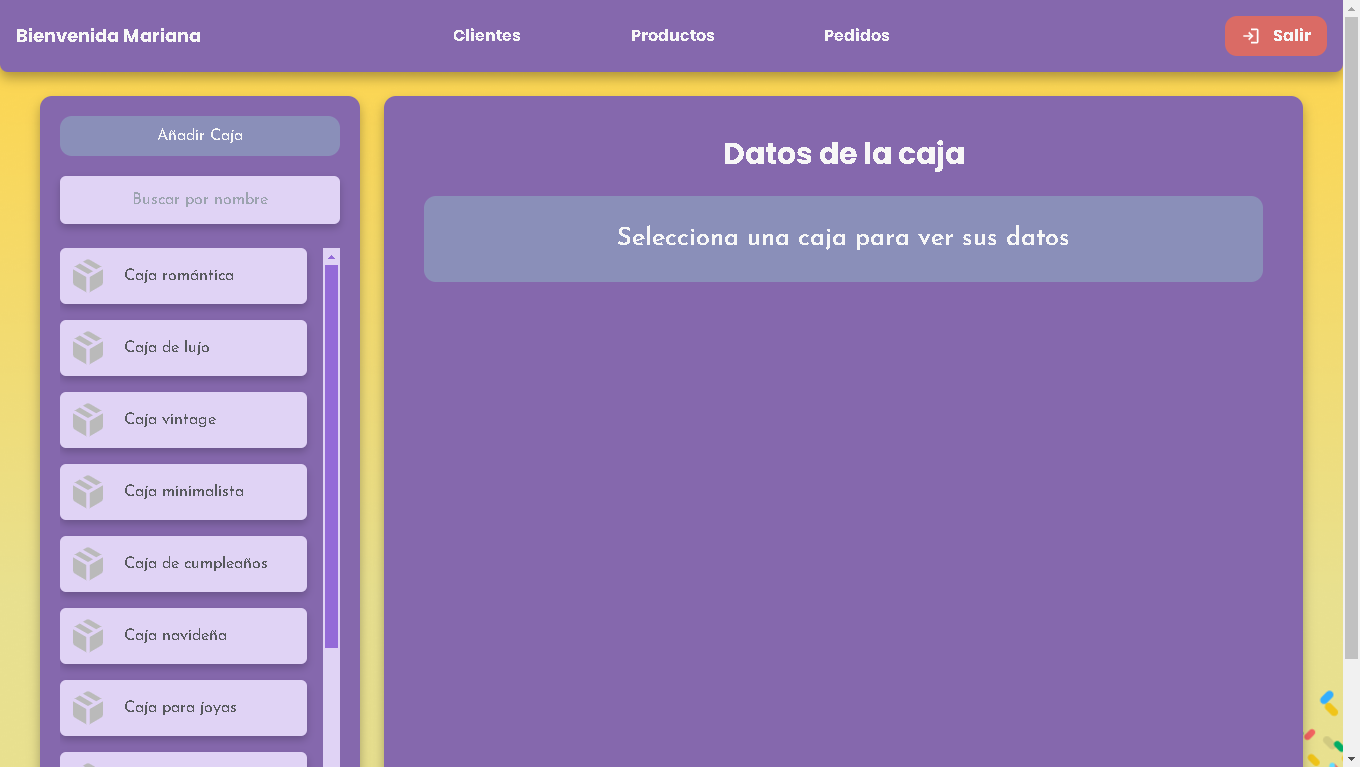 Bienvenida Mariana
Clientes
Productos
Pedidos
Salir
Añadir Caja
Buscar por nombre
Caja romántica
Caja de lujo
Caja vintage
Caja minimalista
Caja de cumpleaños
Caja navideña
Caja para joyas
Datos de la caja
Selecciona una caja para ver sus datos